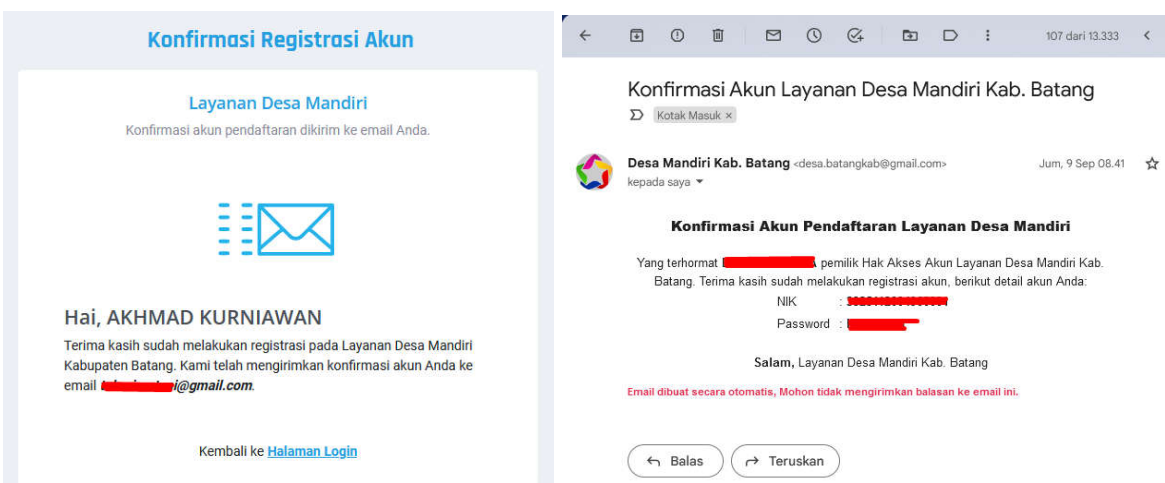 Konfirmasi Registrasi Akun
Layanan Desa Mandiri
Konfirmasi akun pendaftaran dikirim ke email Anda.
Hai, AKHMAD KURNIAWAN
Terima kasih sudah melakukan registrasi pada Layanan Desa Mandiri
Kabupaten Batang. Kami telah mengirimkan konfirmasi akun Anda ke
email i@gmail.com.
Kembali ke Halaman Login
107 dari 13.333
Konfirmasi Akun Layanan Desa Mandiri Kab. Batang
Kotak Masuk ×
Desa Mandiri Kab. Batang <desa.batangkab@gmail.com>
Jum, 9 Sep 08.41
kepada saya
Konfirmasi Akun Pendaftaran Layanan Desa Mandiri
Yang terhormat pemilik Hak Akses Akun Layanan Desa Mandiri Kab.
Batang. Terima kasih sudah melakukan registrasi akun, berikut detail akun Anda:
NIK :
Password :
Salam, Layanan Desa Mandiri Kab. Batang
Email dibuat secara otomatis, Mohon tidak mengirimkan balasan ke email ini.
Balas
Teruskan